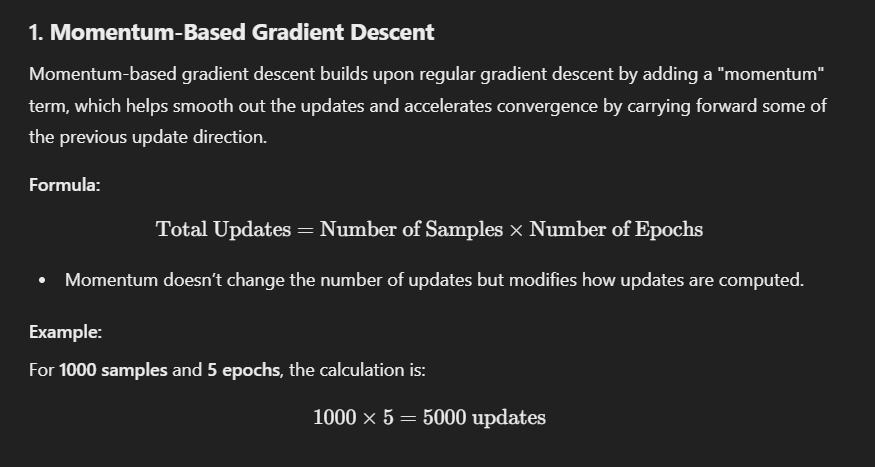 1. Momentum-Based Gradient Descent
Momentum-based gradient descent builds upon regular gradient descent by adding a "momentum"
term, which helps smooth out the updates and accelerates convergence by carrying forward some of
the previous update direction.
Formula:
Total Updates = Number of Samples × Number of Epochs
• Momentum doesn't change the number of updates but modifies how updates are computed.
Example:
For 1000 samples and 5 epochs, the calculation is:
1000 × 5 = 5000 updates